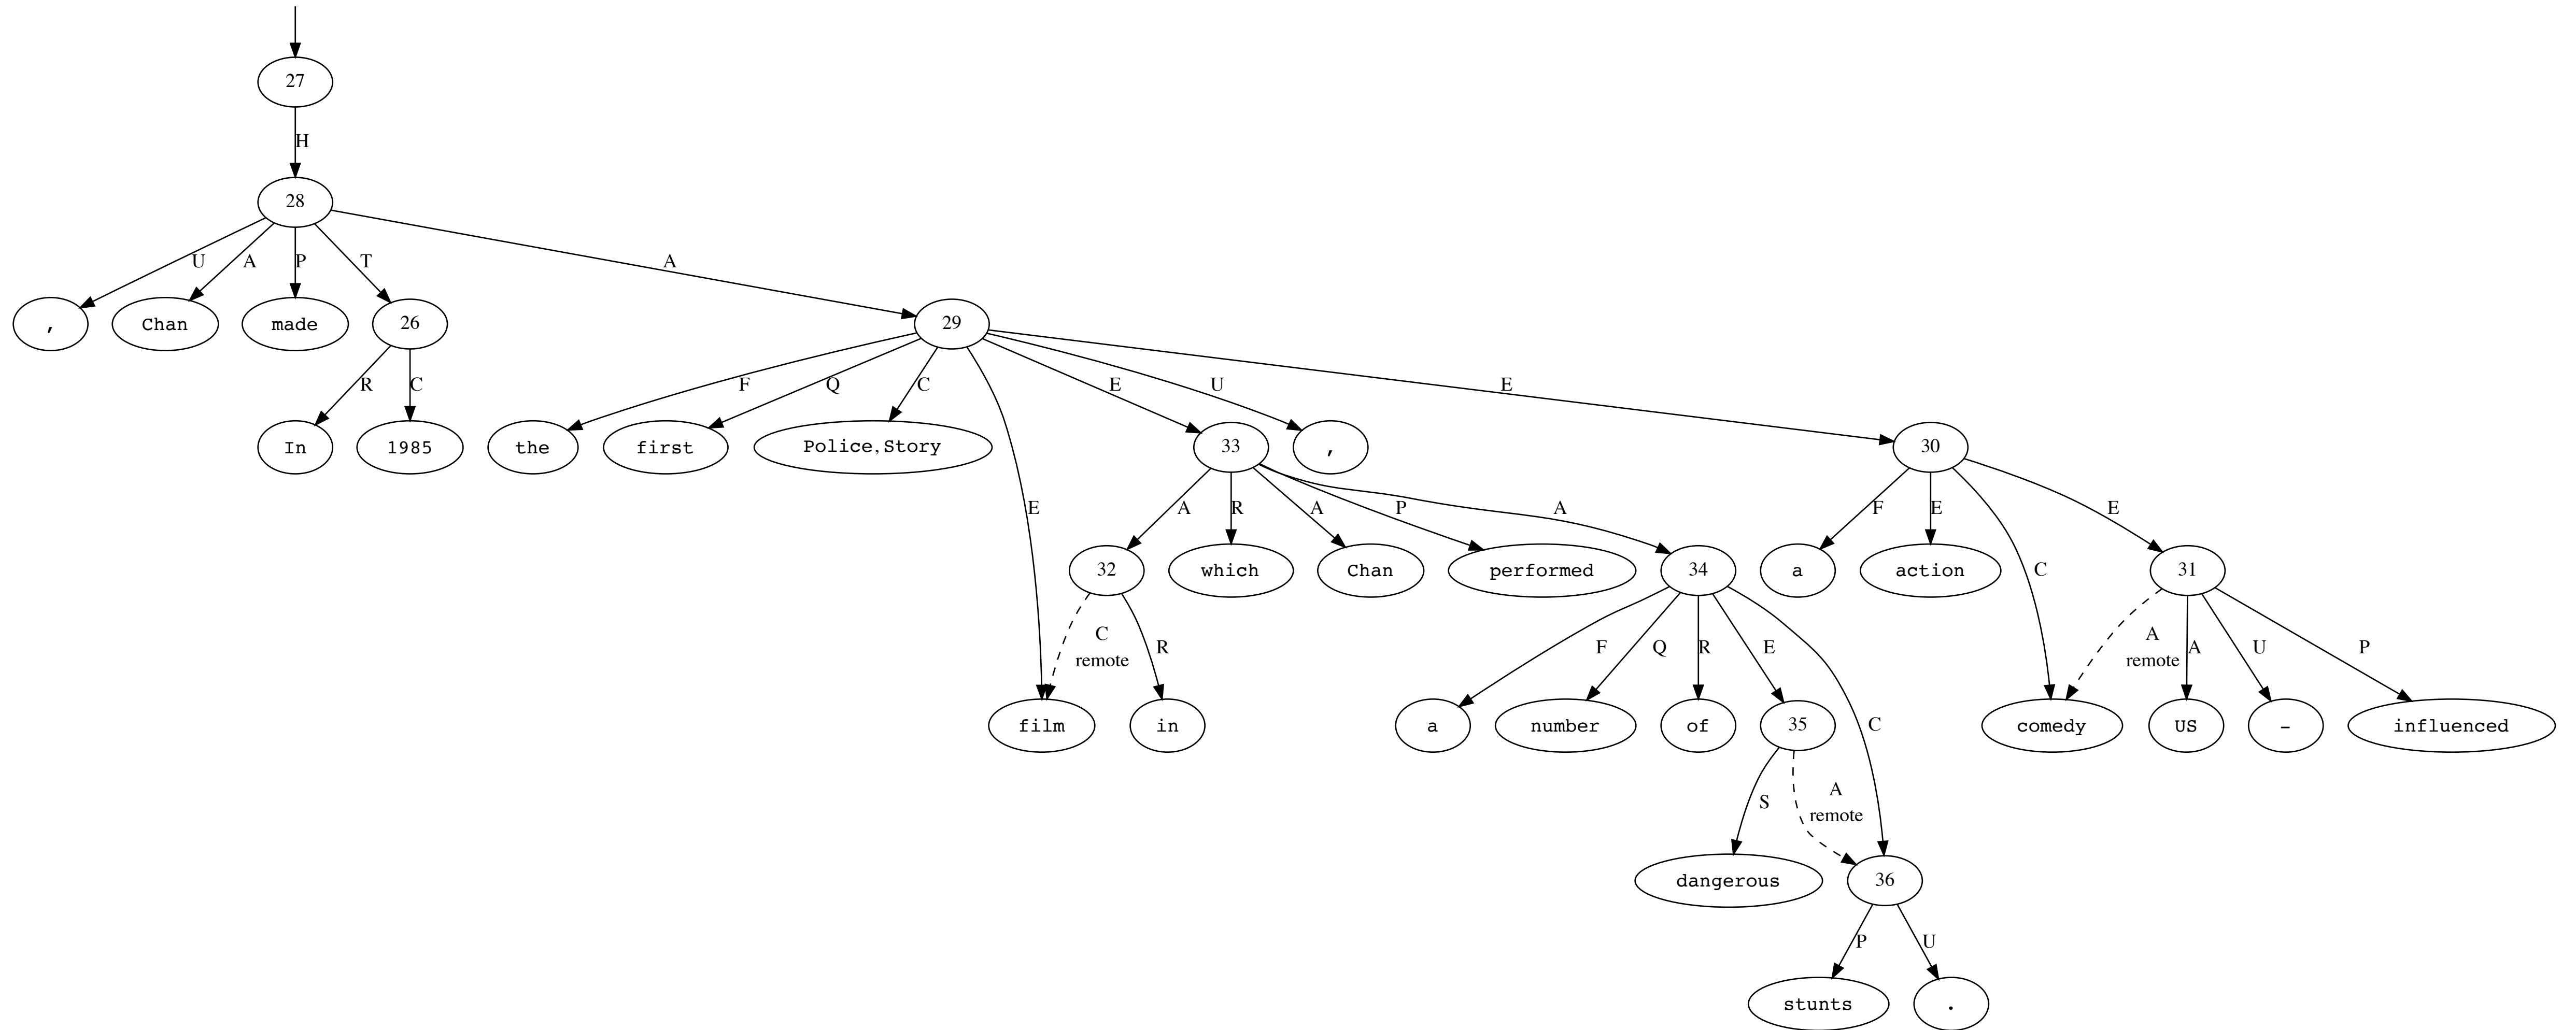 27
H
28
U A P T A
, Chan made 26 29
R C F Q C E E U E
In 1985 the first Police,Story 33 , 30
A R A P A F E C E
32 which Chan performed 34 a action 31
C
remote R F Q R E C A
remote A U P
film in a number of 35 comedy US - influenced
S A
remote
dangerous 36
P U
stunts .